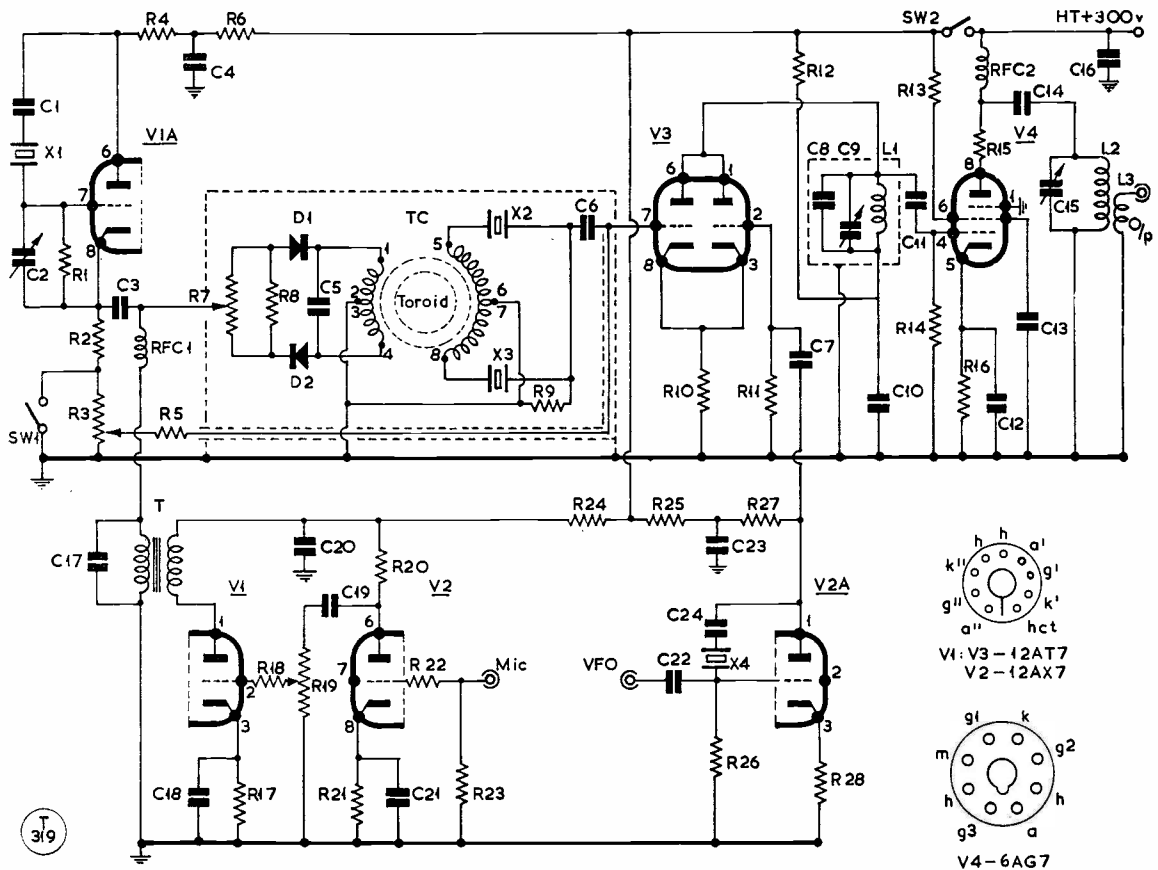 R4
R6
SW2
HT+300v
C4
C1
X1
V1A
6
7
8
C2
R1
C3
R2
RFC1
R3
R5
SW1
R7
D1
R8
C5
D2
TC
Toroid
1
2
3
4
5
6
7
8
X2
C6
X3
R9
V3
6
1
7
2
8
3
R10
R11
C7
R12
C8
C9
L1
C11
C10
R13
R14
RFC2
C14
C16
R15
V4
8
6
4
1
5
R16
C12
C13
C15
L2
L3
O/p
T
C17
C20
R20
R24
R25
R27
C23
V1
1
2
3
R18
C19
R19
V2
6
7
8
R22
Mic
C18
R17
R21
C21
R23
VFO
C22
C24
X4
V2A
1
2
3
R26
R28
h
h
a'
g'
k'
hct
a"
g"
k"
V1:V3-12AT7
V2-12AX7
g1
k
g2
h
a
g3
h
m
V4-6AG7
T
319